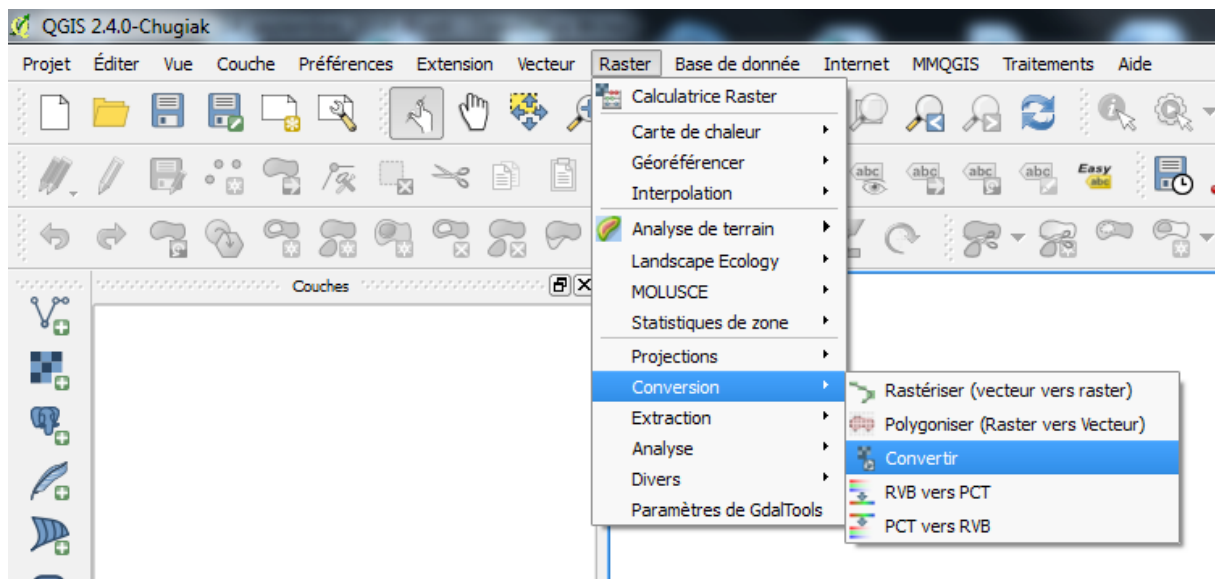 QGIS 2.4.0-Chugiak
Projet Éditer Vue Couche Préférences Extension Vecteur Raster Base de donnée Internet MMQGIS Traitements Aide
Calculatrice Raster
Carte de chaleur
Géoréférencer
Interpolation
abc abc abc abc Easy abc
Analyse de terrain
Landscape Ecology
Couches
MOLUSCE
Statistiques de zone
Projections
Conversion
Rastériser (vecteur vers raster)
Extraction
Polygoniser (Raster vers Vecteur)
Analyse
Convertir
Divers
RVB vers PCT
Paramètres de GdalTools
PCT vers RVB